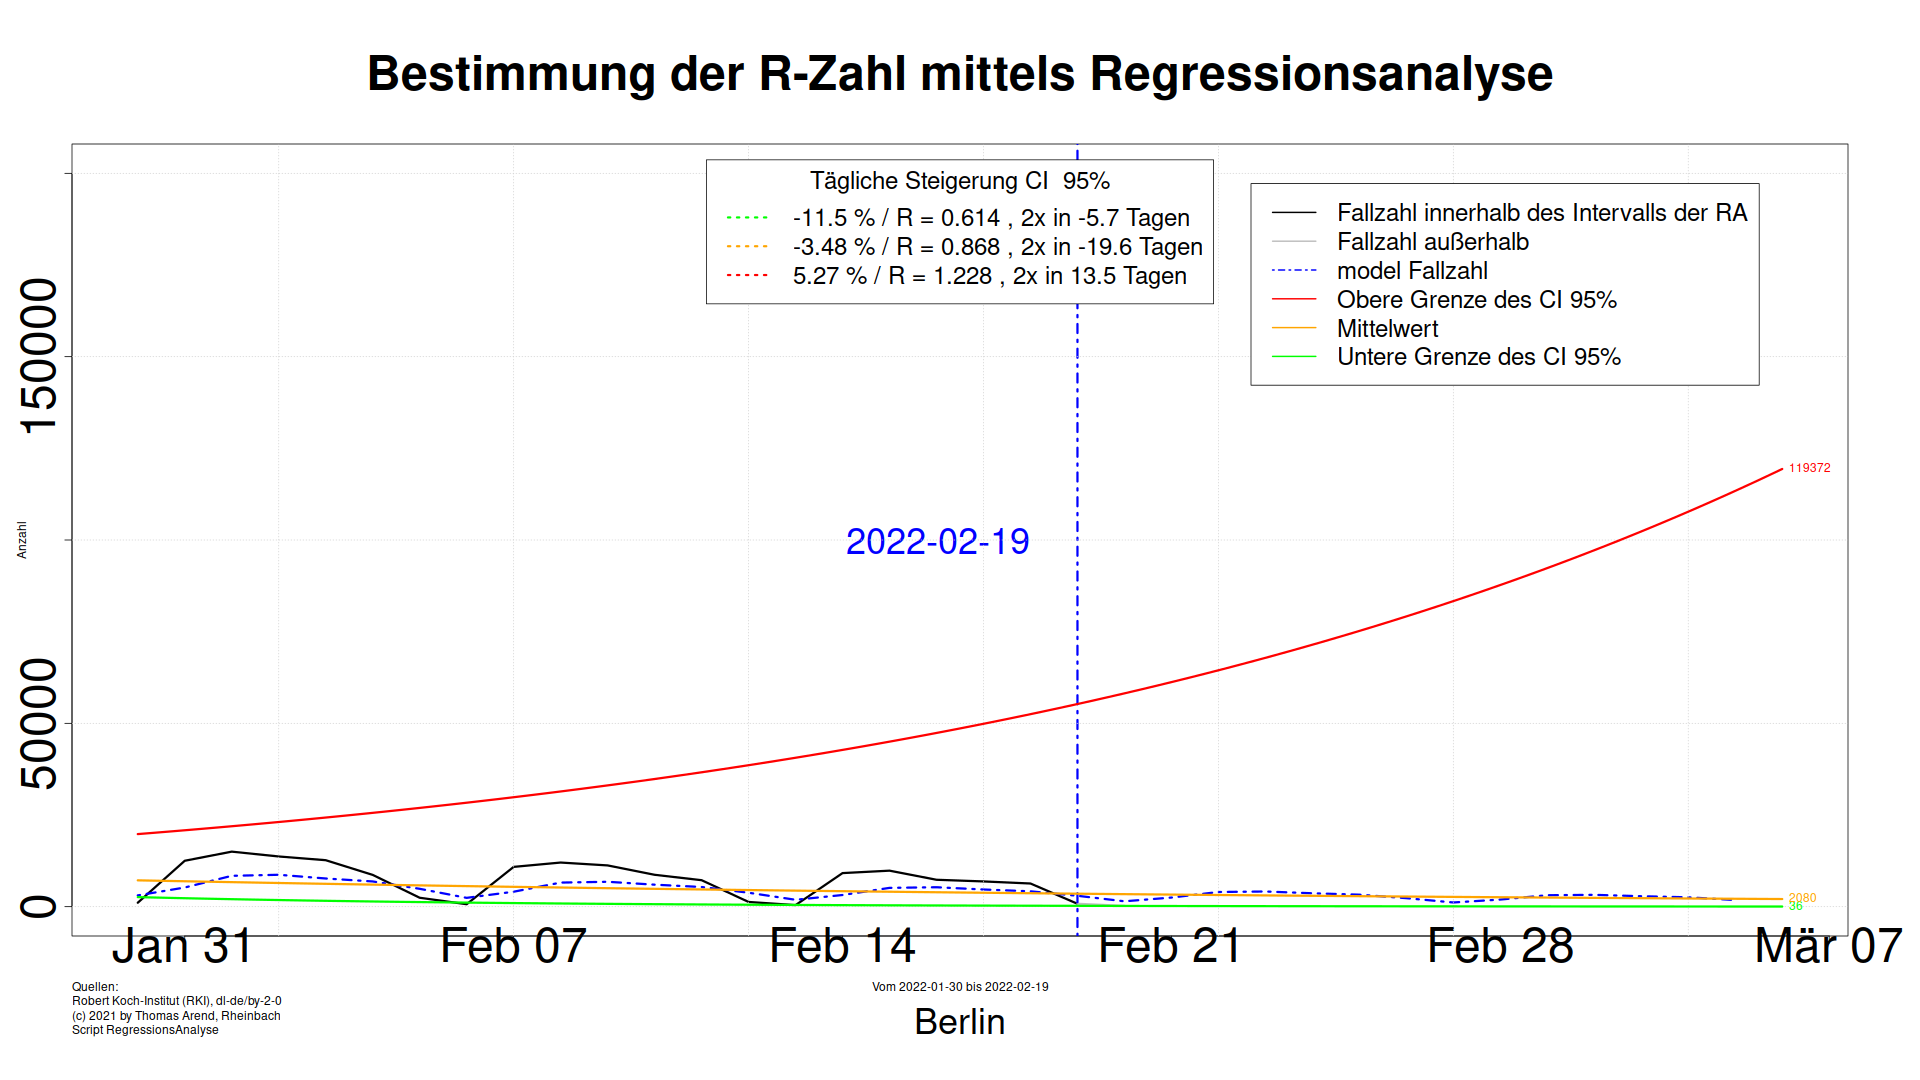 Bestimmung der R-Zahl mittels Regressionsanalyse
Tägliche Steigerung CI  95%
-11.5 % / R = 0.614 , 2x in -5.7 Tagen
-3.48 % / R = 0.868 , 2x in -19.6 Tagen
5.27 % / R = 1.228 , 2x in 13.5 Tagen
Fallzahl innerhalb des Intervalls der RA
Fallzahl außerhalb
model Fallzahl
Obere Grenze des CI 95%
Mittelwert
Untere Grenze des CI 95%
150000
50000
0
Anzahl
2022-02-19
119372
2080
36
Jan 31
Feb 07
Feb 14
Feb 21
Feb 28
Mär 07
Quellen:
Robert Koch-Institut (RKI), dl-de/by-2-0
(c) 2021 by Thomas Arend, Rheinbach
Script RegressionsAnalyse
Vom 2022-01-30 bis 2022-02-19
Berlin